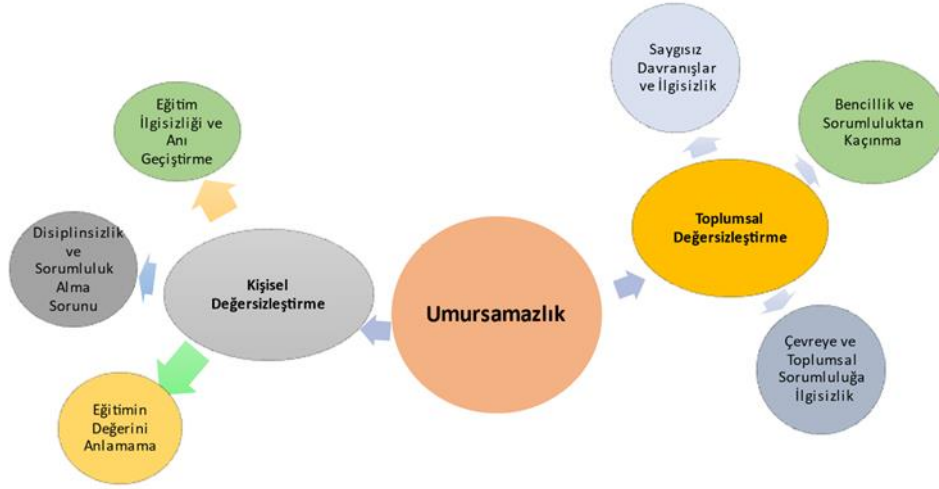 Saygısız
Davranışlar
ve İlgisizlik
Bencillik ve
Sorumluluktan
Kaçınma
Eğitim
İlgisizliği ve
Anı
Geçiştirme
Toplumsal
Değersizleştirme
Disiplinsizlik
ve
Sorumluluk
Alma
Sorunu
Kişisel
Değersizleştirme
Umursamazlık
Çevreye ve
Toplumsal
Sorumluluğa
İlgisizlik
Eğitimin
Değerini
Anlamama